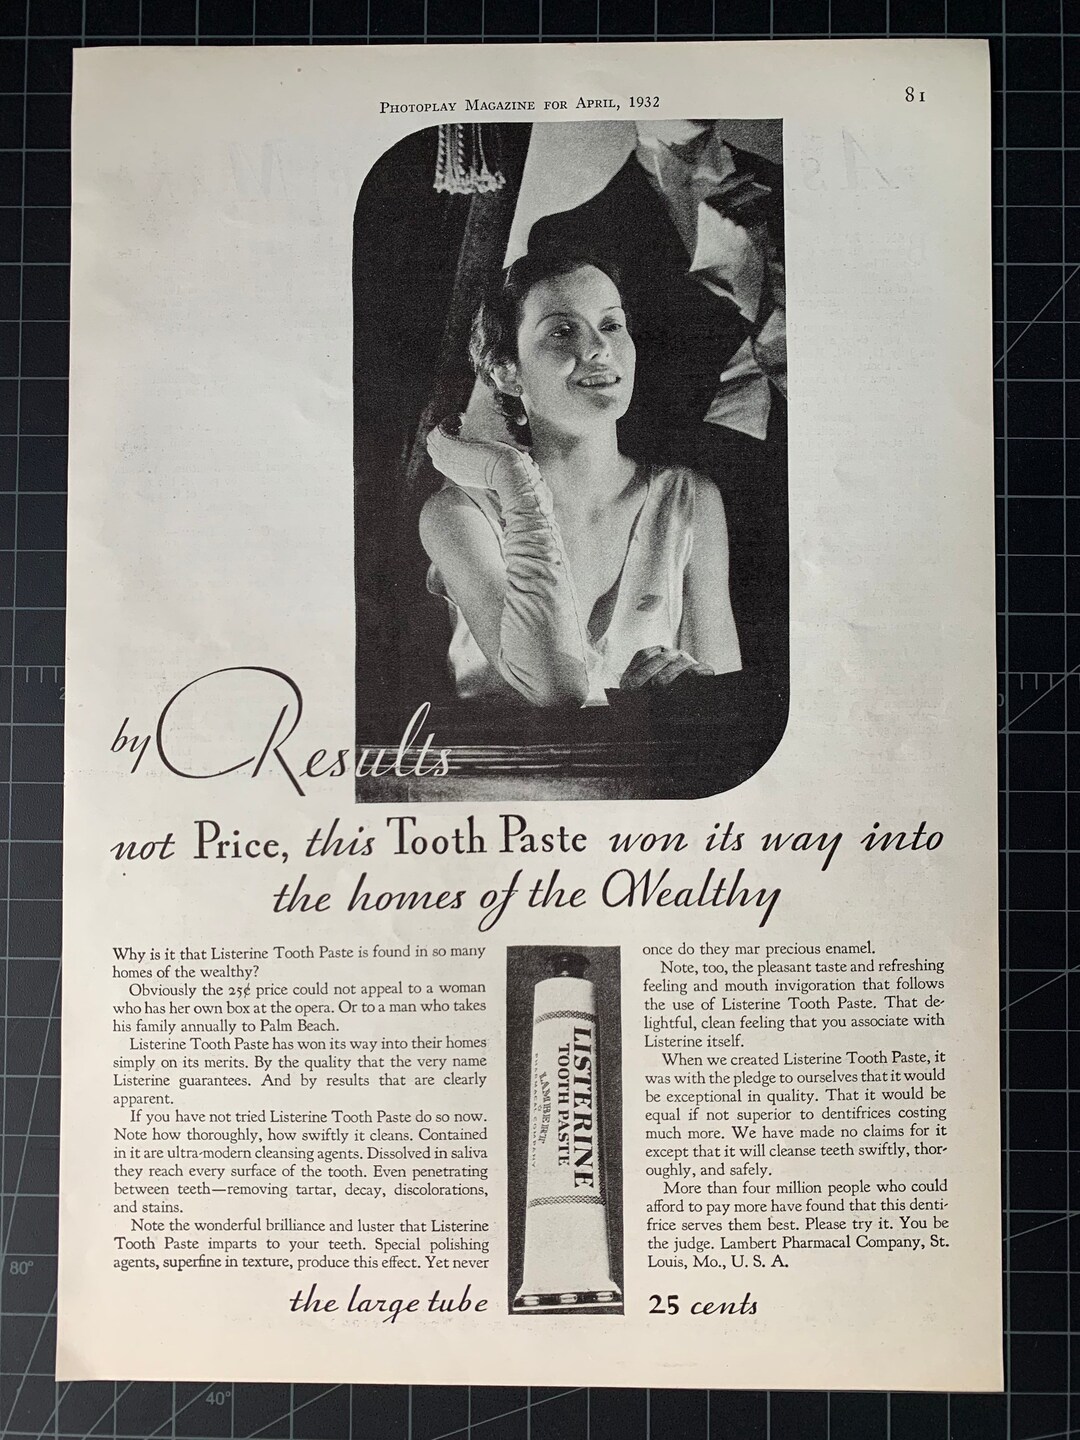 PHOTOPLAY MAGAZINE FOR APRIL, 1932
81
by Results
not Price, this Tooth Paste won its way into
the homes of the Wealthy
Why is it that Listerine Tooth Paste is found in so many
homes of the wealthy?
Obviously the 25¢ price could not appeal to a woman
who has her own box at the opera. Or to a man who takes
his family annually to Palm Beach.
Listerine Tooth Paste has won its way into their homes
simply on its merits. By the quality that the very name
Listerine guarantees. And by results that are clearly
apparent.
If you have not tried Listerine Tooth Paste do so now.
Note how thoroughly, how swiftly it cleans. Contained
in it are ultra-modern cleansing agents. Dissolved in saliva
they reach every surface of the tooth. Even penetrating
between teeth—removing tartar, decay, discolorations,
and stains.
Note the wonderful brilliance and luster that Listerine
Tooth Paste imparts to your teeth. Special polishing
agents, superfine in texture, produce this effect. Yet never
LISTERINE
TOOTH PASTE
LAMBERT
PHARMACAL COMPANY
once do they mar precious enamel.
Note, too, the pleasant taste and refreshing
feeling and mouth invigoration that follows
the use of Listerine Tooth Paste. That de-
lightful, clean feeling that you associate with
Listerine itself.
When we created Listerine Tooth Paste, it
was with the pledge to ourselves that it would
be exceptional in quality. That it would be
equal if not superior to dentifrices costing
much more. We have made no claims for it
except that it will cleanse teeth swiftly, thor-
oughly, and safely.
More than four million people who could
afford to pay more have found that this denti-
frice serves them best. Please try it. You be
the judge. Lambert Pharmacal Company, St.
Louis, Mo., U. S. A.
the large tube
25 cents
80°
40°